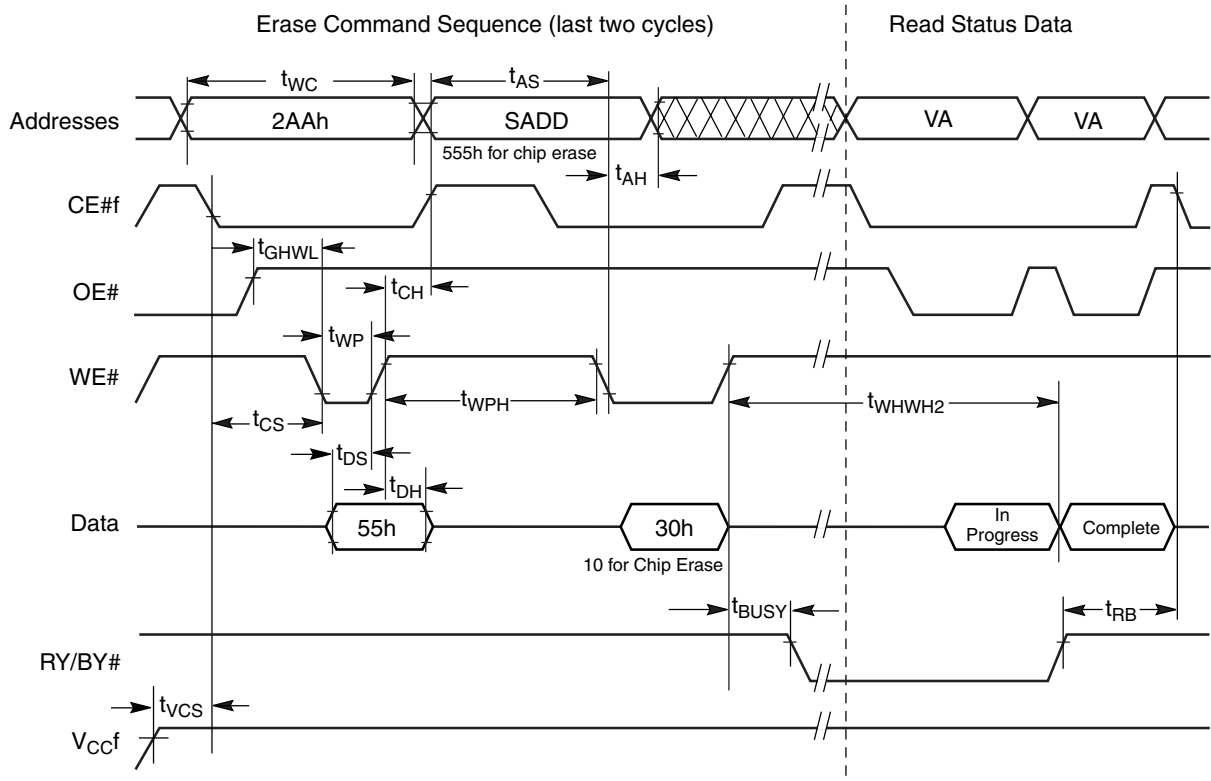 Erase Command Sequence (last two cycles)
Read Status Data
tWC
tAS
Addresses
2AAh
SADD
VA
VA
555h for chip erase
tAH
CE#f
tGHWL
OE#
tCH
tWP
WE#
tWPH
tWHWH2
tCS
tDS
tDH
Data
55h
30h
In
Progress
Complete
10 for Chip Erase
tBUSY
tRB
RY/BY#
tVCS
VCCf